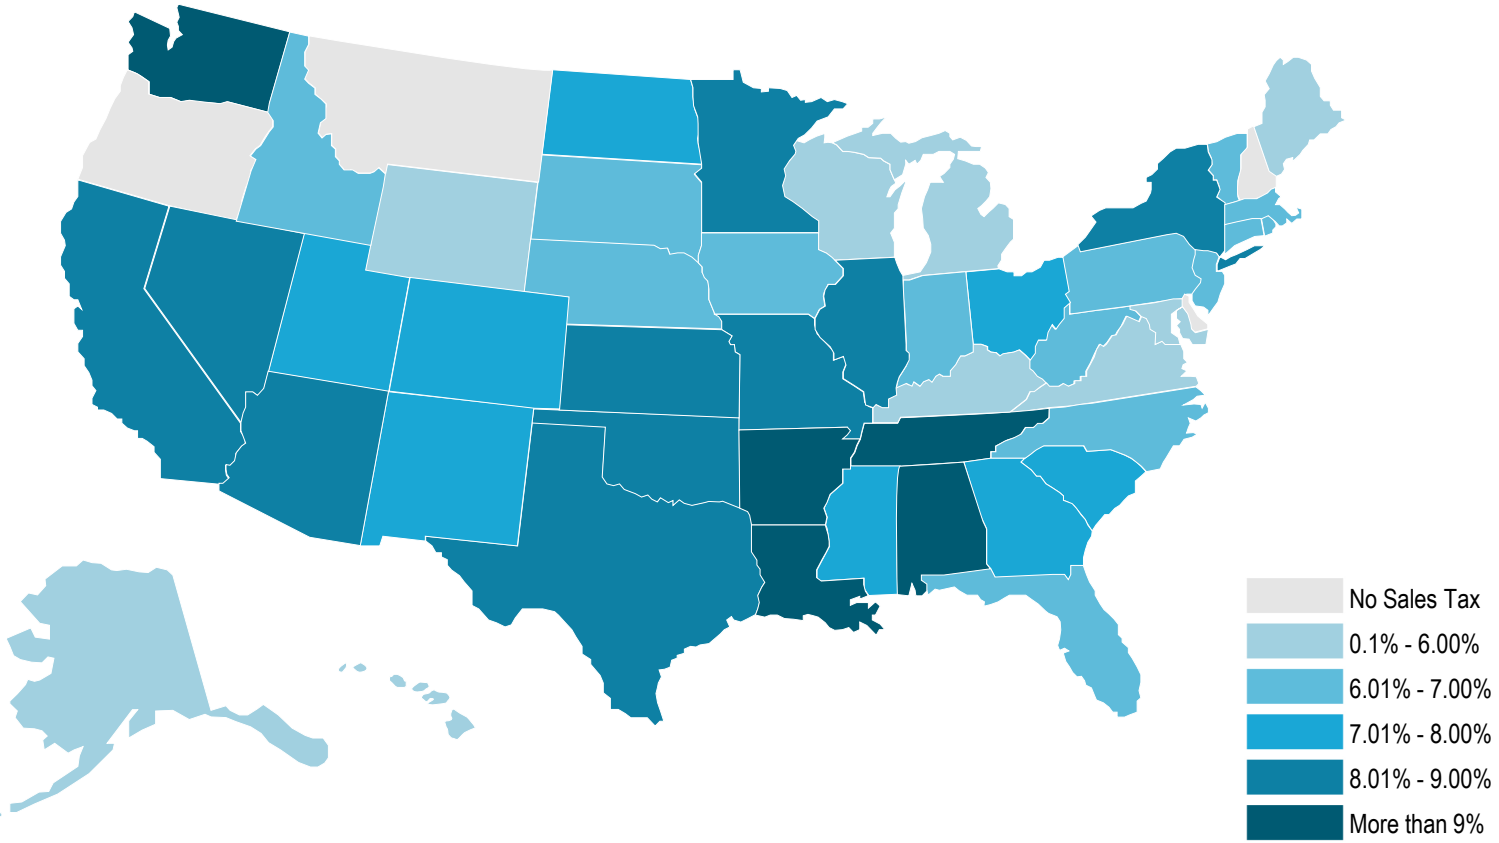 No Sales Tax
0.1% - 6.00%
6.01% - 7.00%
7.01% - 8.00%
8.01% - 9.00%
More than 9%